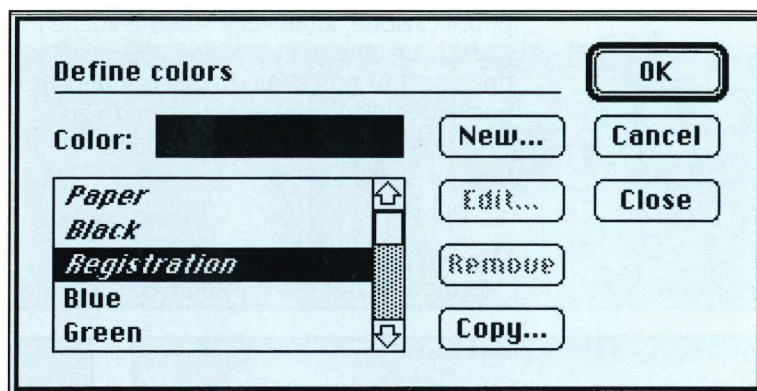 Define colors
OK
Color:
New...
Cancel
Paper
Edit...
Close
Black
Registration
Remove
Blue
Green
Copy...